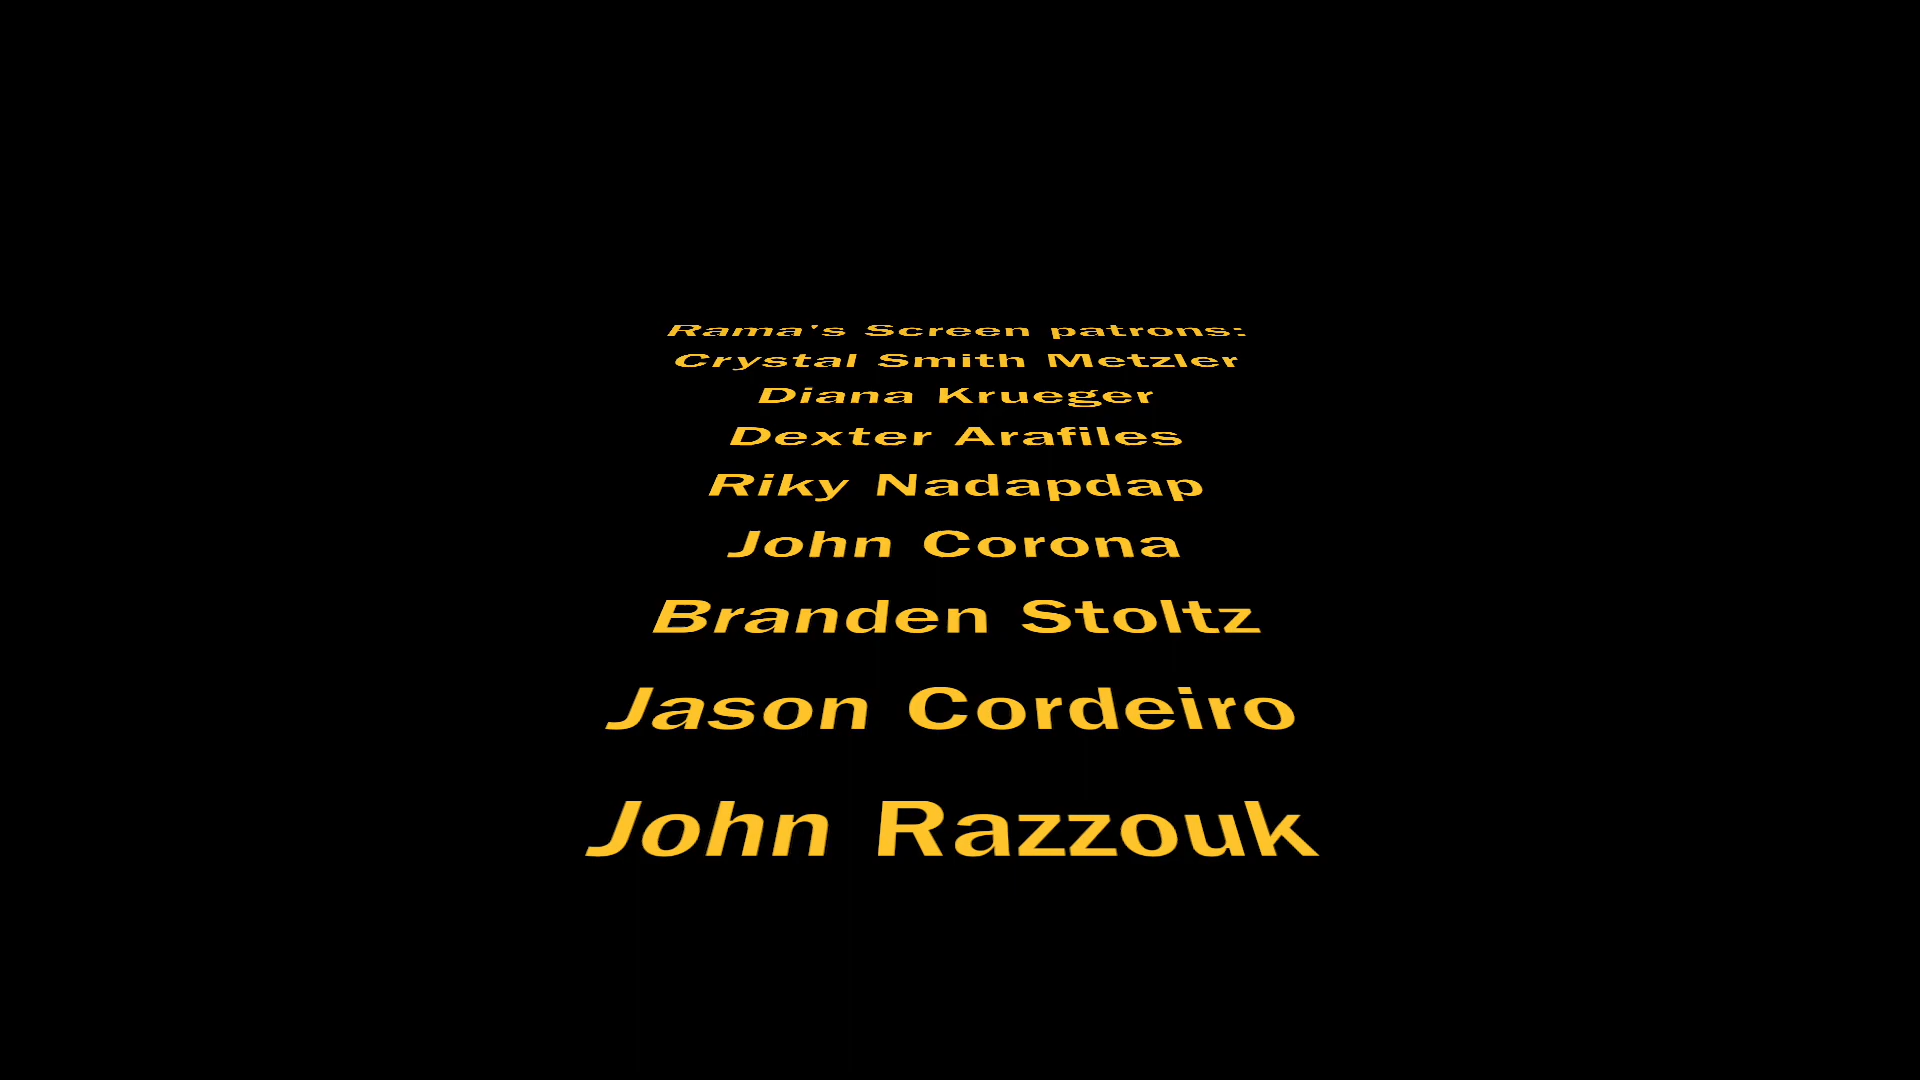 Rama's Screen patrons:
Crystal Smith Metzler
Diana Krueger
Dexter Arafiles
Riky Nadapdap
John Corona
Branden Stoltz
Jason Cordeiro
John Razzouk